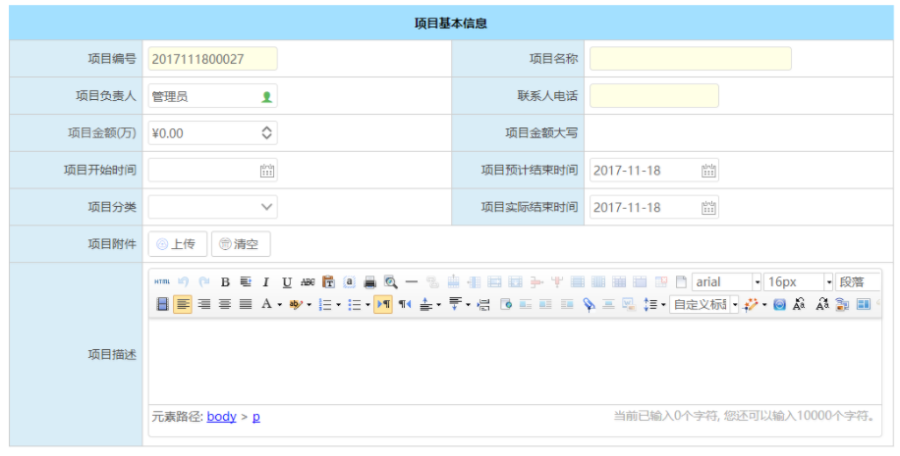 项目基本信息
项目编号 2017111800027 项目名称
项目负责人 管理员 联系人电话
项目金额(万) ¥0.00 项目金额大写
项目开始时间 项目预计结束时间 2017-11-18
项目分类 项目实际结束时间 2017-11-18
项目附件 上传 清空
HTML B I U ABC a arial 16px 段落
A 自定义标
项目描述
元素路径: body > p 当前已输入0个字符, 您还可以输入10000个字符。